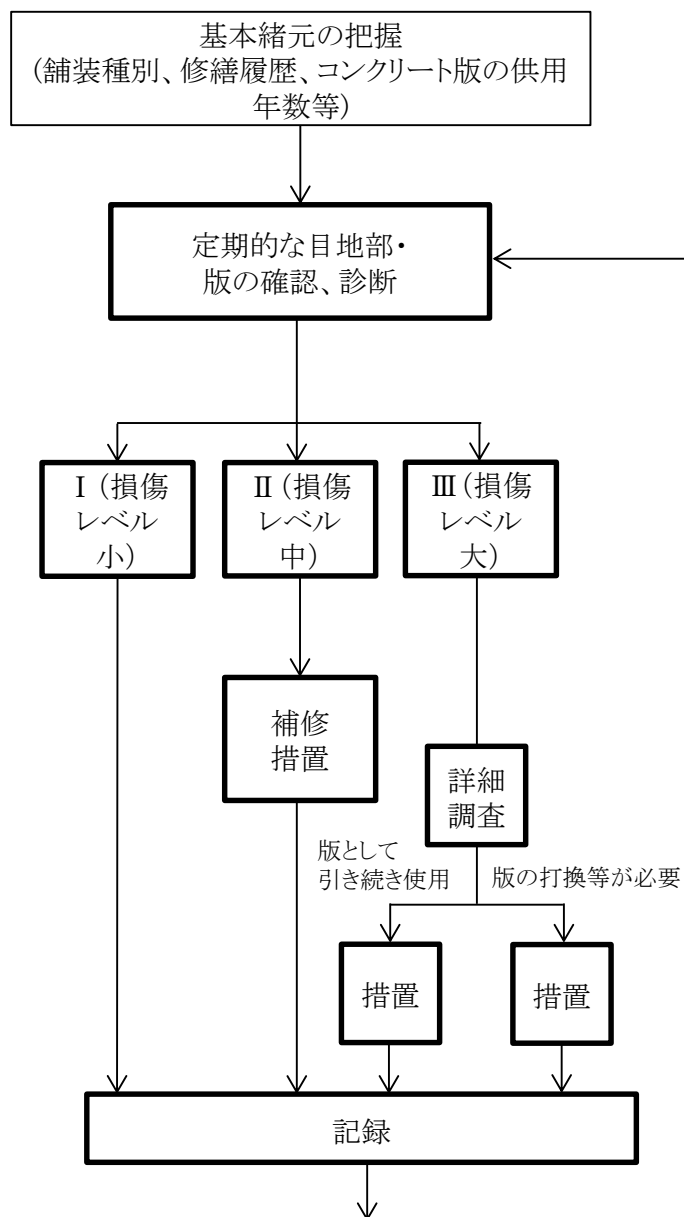 基本緒元の把握
(舗装種別、修繕履歴、コンクリート版の供用
年数等)
定期的な目地部・
版の確認、診断
Ⅰ(損傷
レベル
小)
Ⅱ(損傷
レベル
中)
Ⅲ(損傷
レベル
大)
補修
措置
詳細
調査
版として
引き続き使用
版の打換等が必要
措置
措置
記録